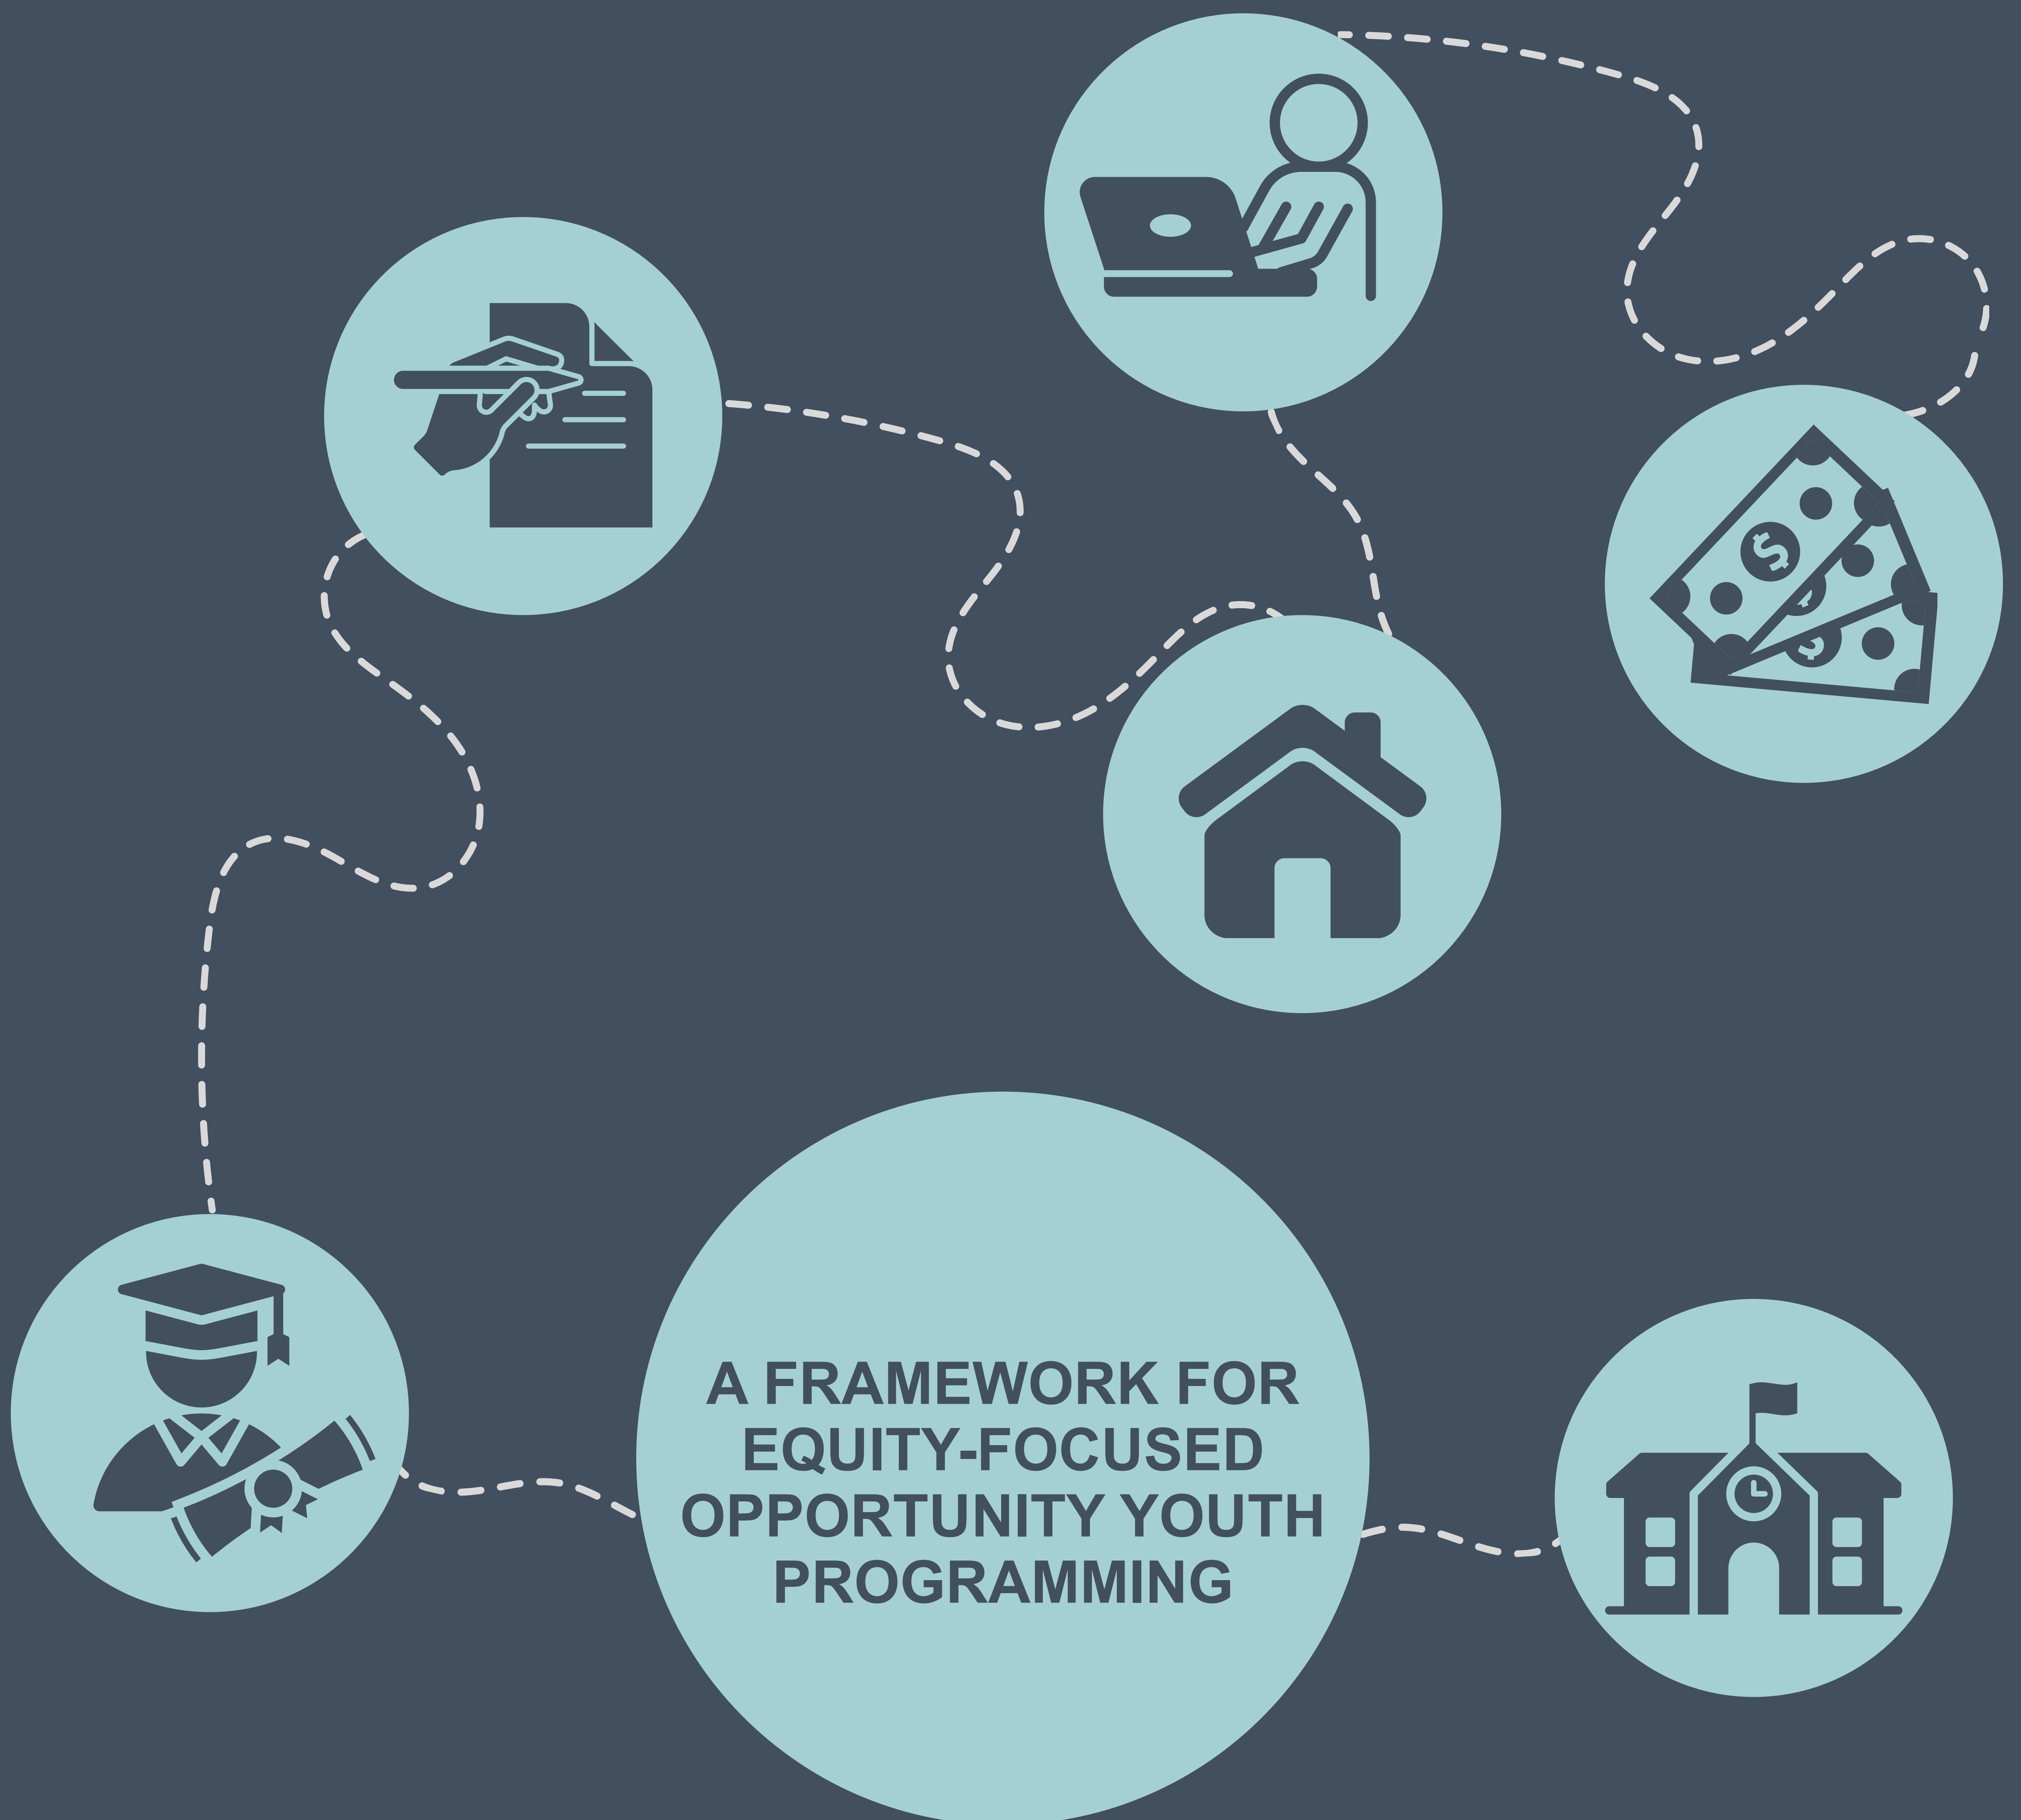 A FRAMEWORK FOR
EQUITY-FOCUSED
OPPORTUNITY YOUTH
PROGRAMMING
$